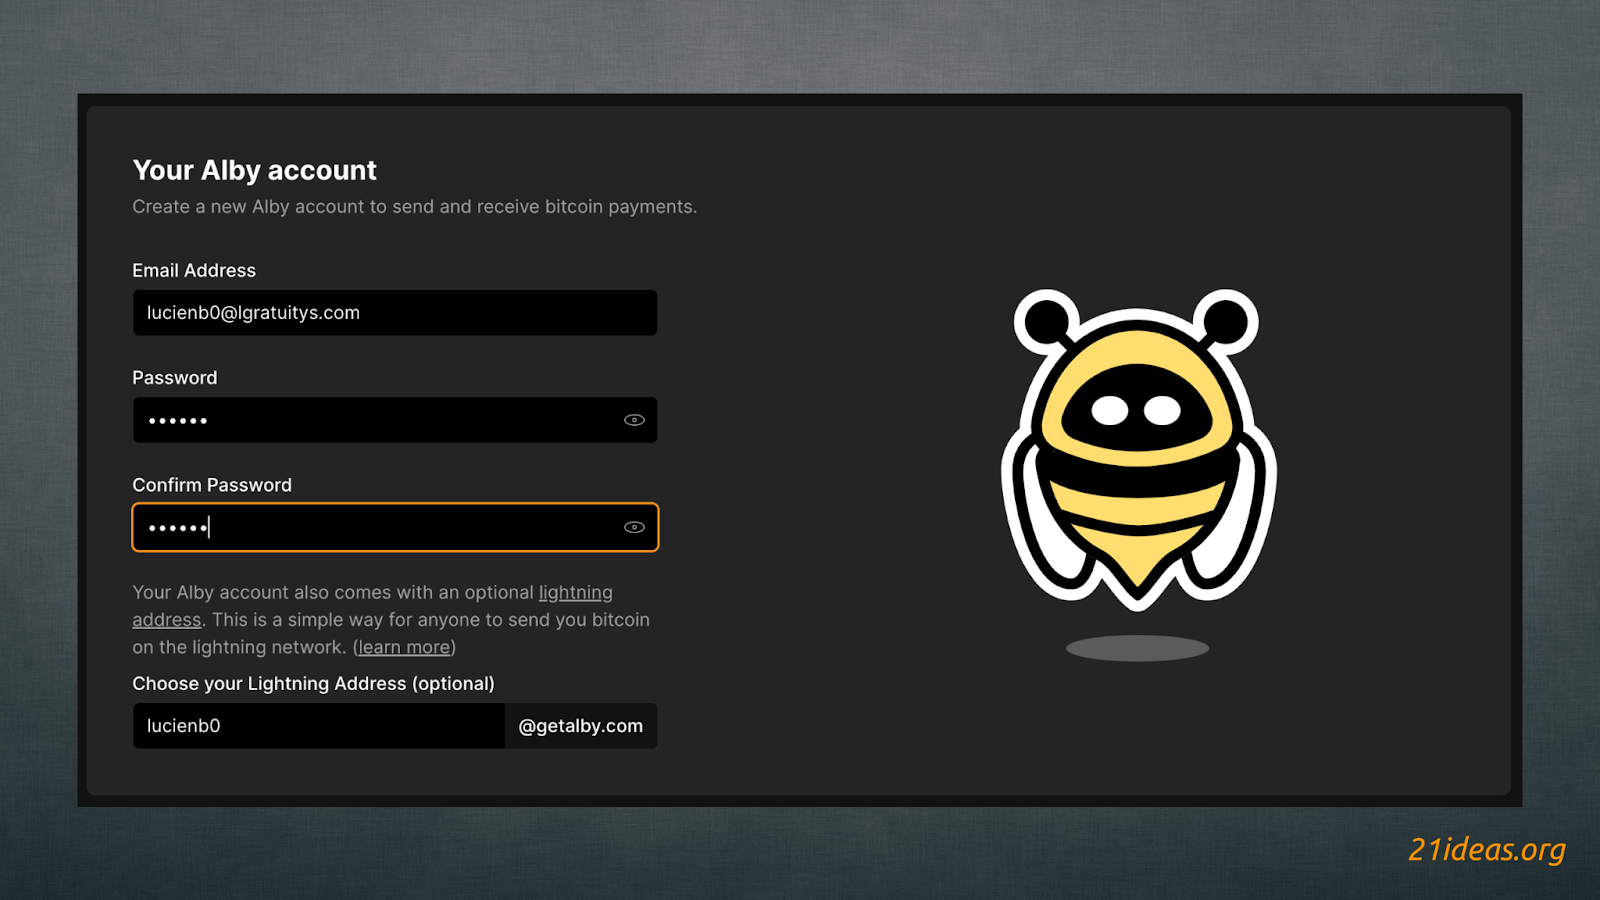 Your Alby account
Create a new Alby account to send and receive bitcoin payments.
Email Address
lucienb0@lgratuitys.com
Password
••••••
Confirm Password
••••••
Your Alby account also comes with an optional lightning
address. This is a simple way for anyone to send you bitcoin
on the lightning network. (learn more)
Choose your Lightning Address (optional)
lucienb0 @getalby.com
21ideas.org